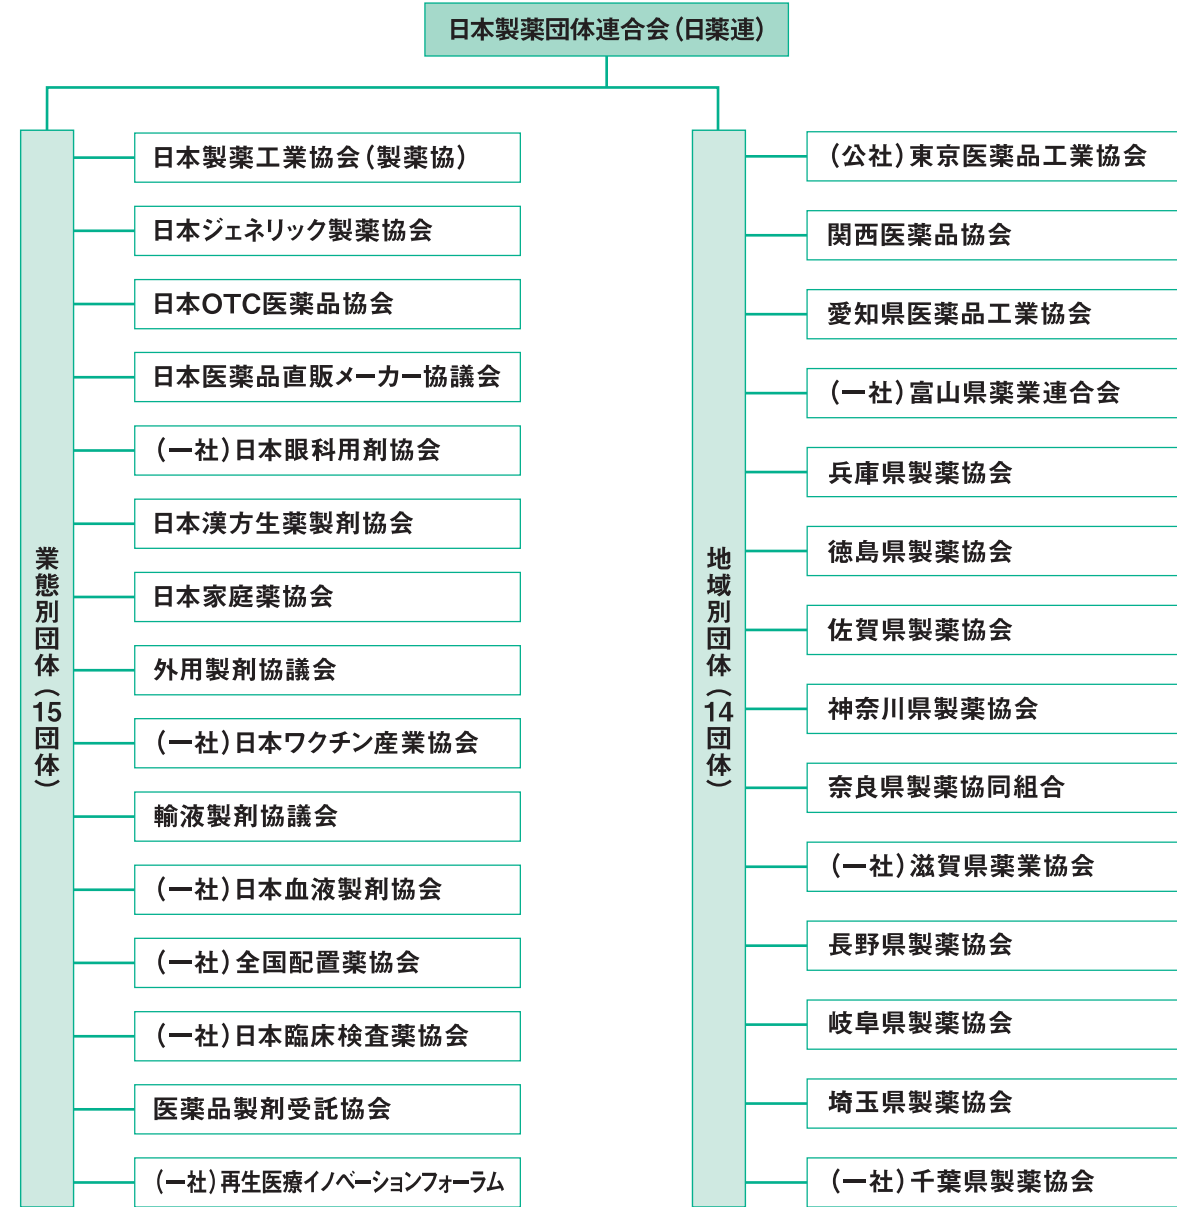 日本製薬団体連合会(日薬連)
業態別団体(15団体)
日本製薬工業協会(製薬協)
日本ジェネリック製薬協会
日本OTC医薬品協会
日本医薬品直販メーカー協議会
(一社)日本眼科用剤協会
日本漢方生薬製剤協会
日本家庭薬協会
外用製剤協議会
(一社)日本ワクチン産業協会
輸液製剤協議会
(一社)日本血液製剤協会
(一社)全国配置薬協会
(一社)日本臨床検査薬協会
医薬品製剤受託協会
(一社)再生医療イノベーションフォーラム
地域別団体(14団体)
(公社)東京医薬品工業協会
関西医薬品協会
愛知県医薬品工業協会
(一社)富山県薬業連合会
兵庫県製薬協会
徳島県製薬協会
佐賀県製薬協会
神奈川県製薬協会
奈良県製薬協同組合
(一社)滋賀県薬業協会
長野県製薬協会
岐阜県製薬協会
埼玉県製薬協会
(一社)千葉県製薬協会